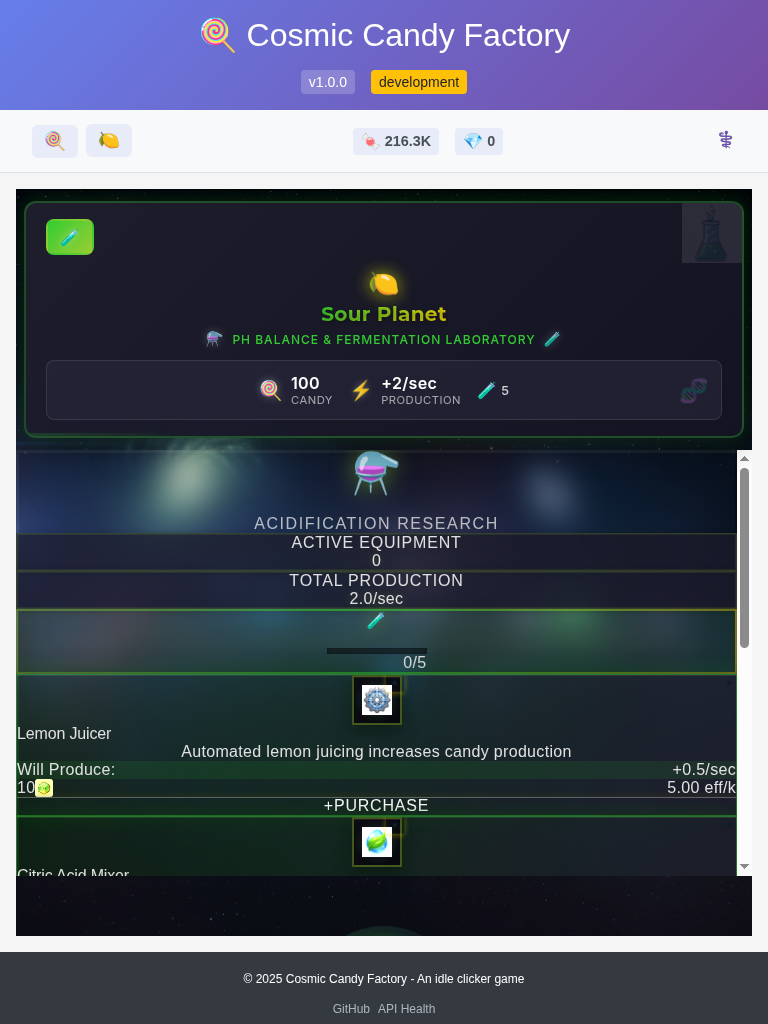 Cosmic Candy Factory
v1.0.0 development
216.3K 0
Sour Planet
PH BALANCE & FERMENTATION LABORATORY
100 +2/sec 5
CANDY PRODUCTION
ACIDIFICATION RESEARCH
ACTIVE EQUIPMENT
0
TOTAL PRODUCTION
2.0/sec
0/5
Lemon Juicer
Automated lemon juicing increases candy production
Will Produce: +0.5/sec
10 5.00 eff/k
+PURCHASE
Citric Acid Mixer
© 2025 Cosmic Candy Factory - An idle clicker game
GitHub API Health